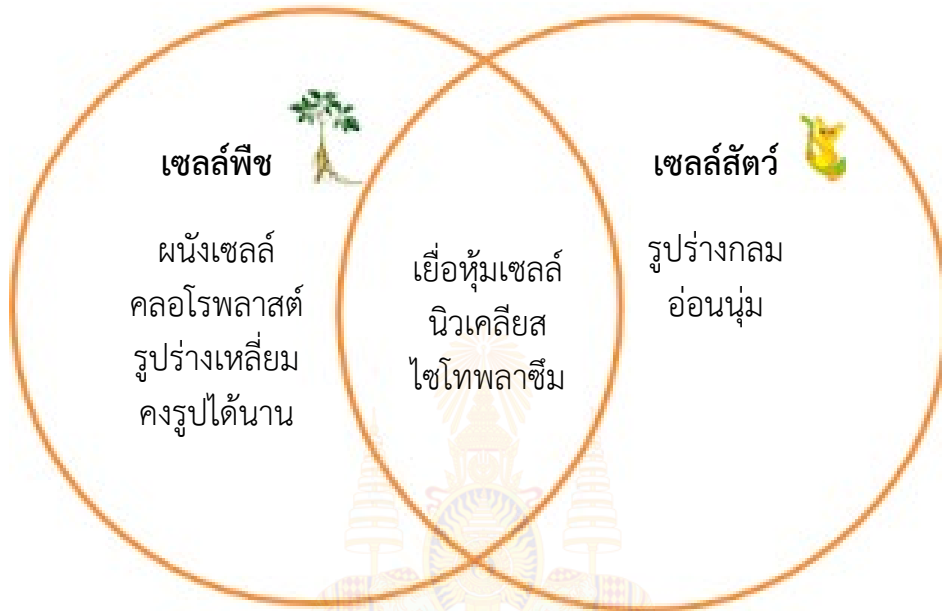 เซลล์พืช
ผนังเซลล์
คลอโรพลาสต์
รูปร่างเหลี่ยม
คงรูปได้นาน
เยื่อหุ้มเซลล์
นิวเคลียส
ไซโทพลาซึม
เซลล์สัตว์
รูปร่างกลม
อ่อนนุ่ม